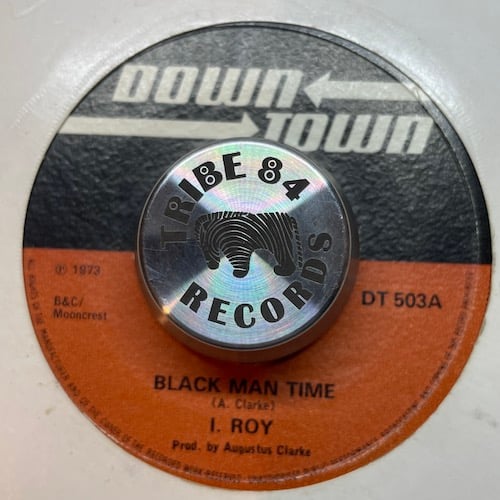 DOWN
TOWN
TRIBE 84
RECORDS
℗ 1973
B&C/
Mooncrest
DT 503A
BLACK MAN TIME
(A. Clarke)
I. ROY
Prod. by Augustus Clarke